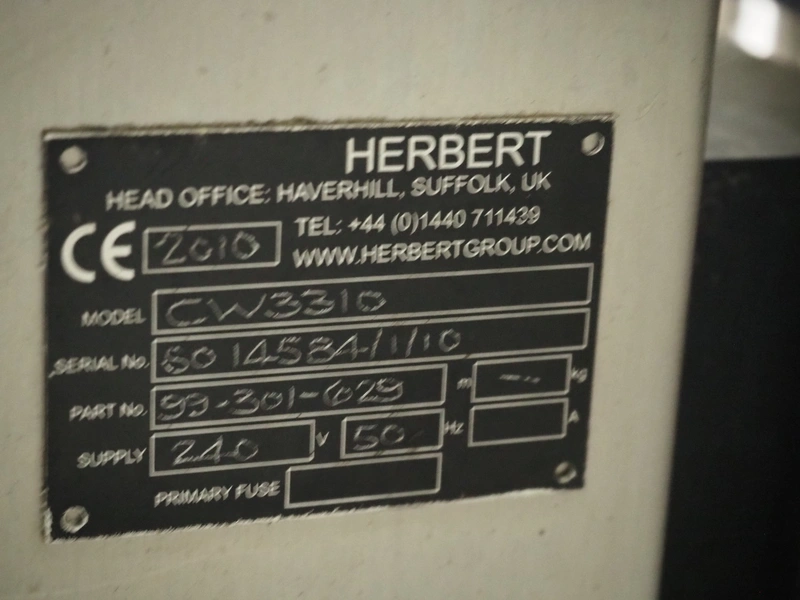 HERBERT
HEAD OFFICE: HAVERHILL, SUFFOLK, UK
TEL: +44 (0)1440 711439
CE 2010 WWW.HERBERTGROUP.COM
MODEL CW3310
SERIAL No. 5014584/1/10
PART No. 99-301-629 m -- kg
SUPPLY 240 V 50 Hz A
PRIMARY FUSE